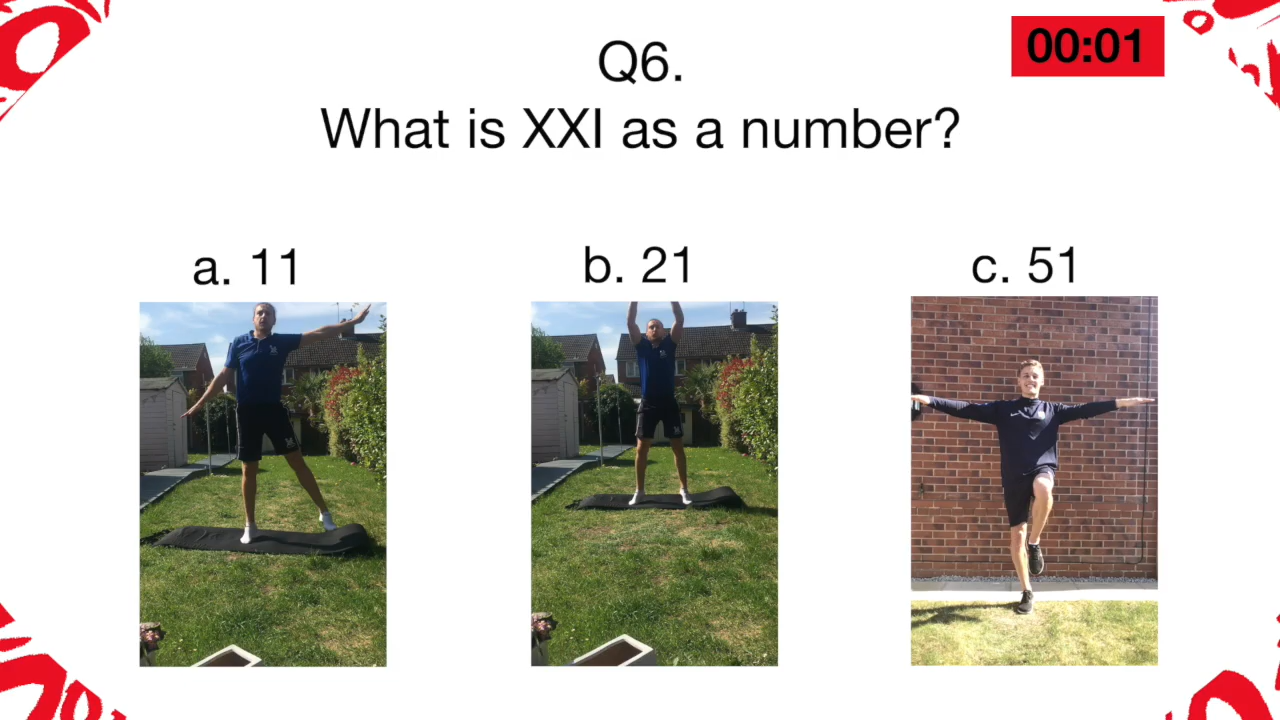 00:01
Q6.
What is XXI as a number?
a. 11
b. 21
c. 51